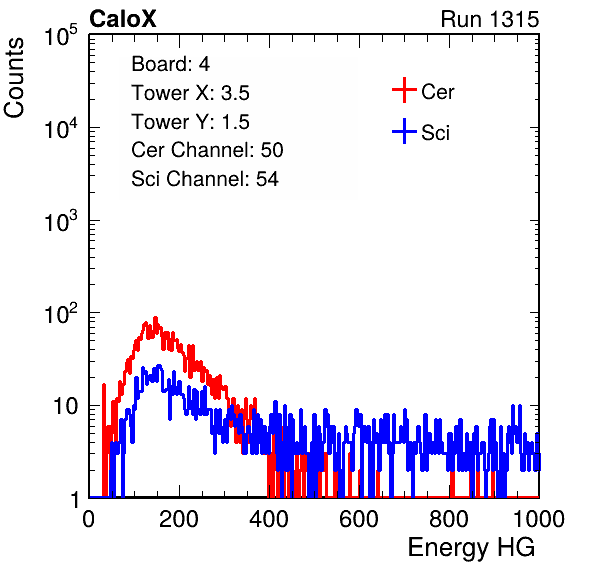 CaloX Run 1315
Counts
10^5
10^4
10^3
10^2
10
1
Board: 4
Tower X: 3.5
Tower Y: 1.5
Cer Channel: 50
Sci Channel: 54
Cer
Sci
0 200 400 600 800 1000
Energy HG